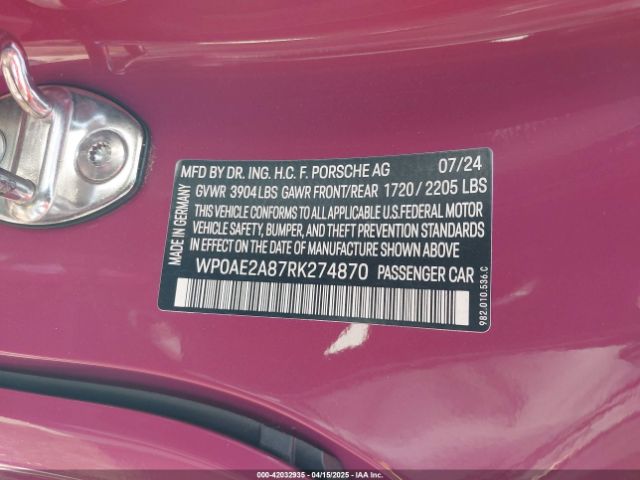 MFD BY DR. ING. H.C. F. PORSCHE AG 07/24
GVWR 3904 LBS GAWR FRONT/REAR 1720 / 2205 LBS
THIS VEHICLE CONFORMS TO ALL APPLICABLE U.S.FEDERAL MOTOR
VEHICLE SAFETY, BUMPER, AND THEFT PREVENTION STANDARDS
IN EFFECT ON THE DATE OF MANUFACTURE SHOWN ABOVE.
WP0AE2A87RK274870 PASSENGER CAR
MADE IN GERMANY
982.010.536.C
000-42032935 - 04/15/2025 - IAA Inc.